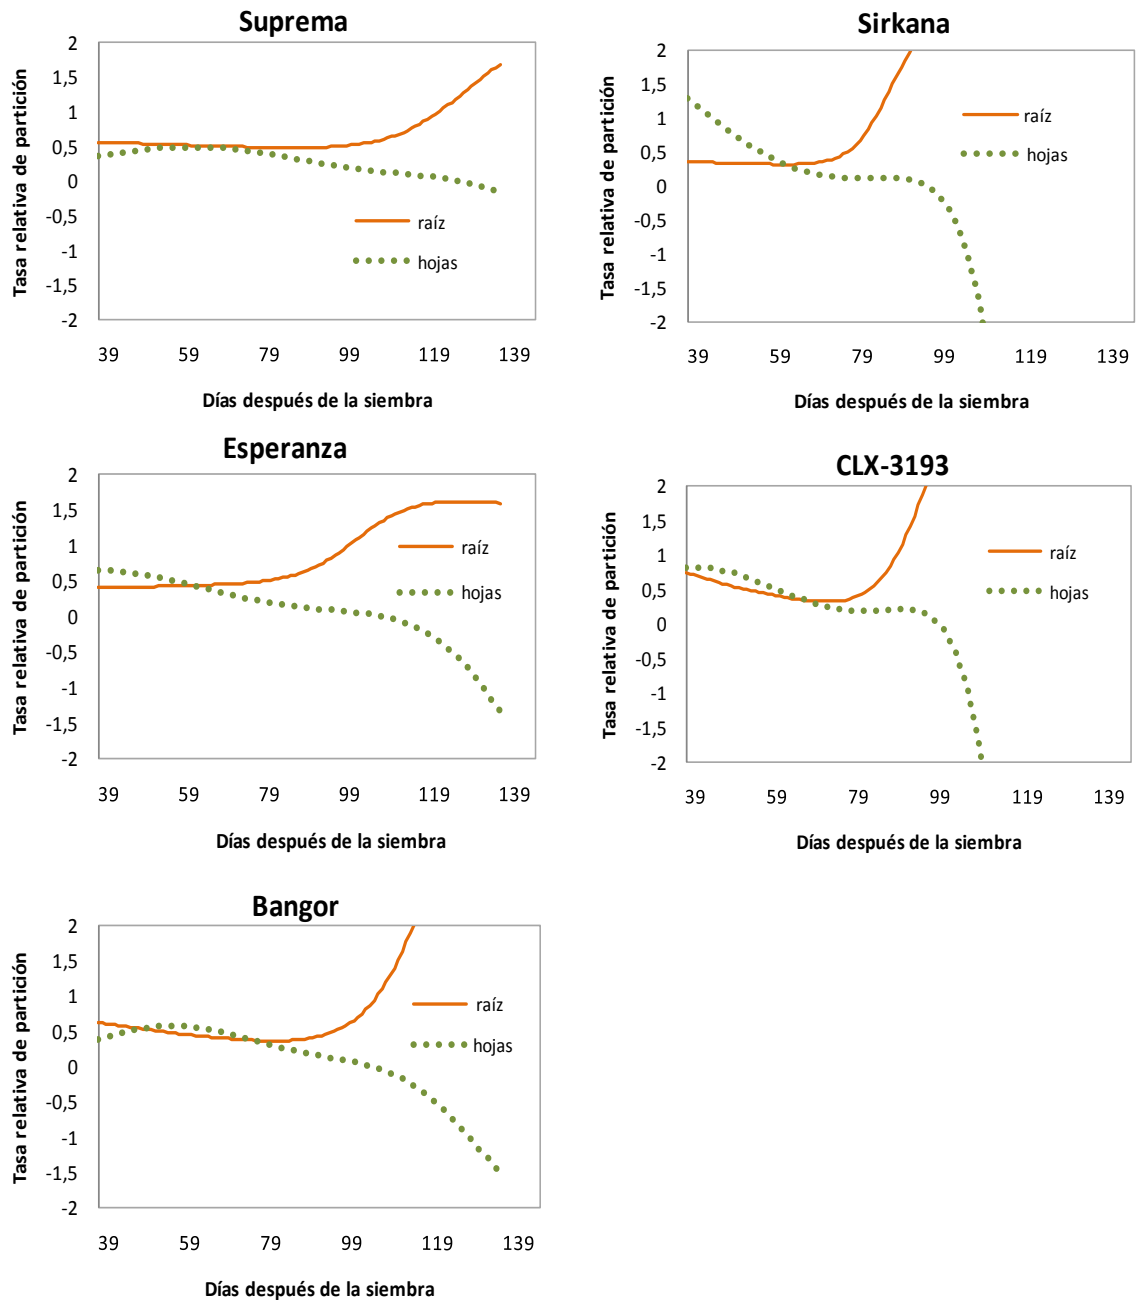 Suprema
Tasa relativa de partición
2
1,5
1
0,5
0
-0,5
-1
-1,5
-2
raíz
hojas
39 59 79 99 119 139
Días después de la siembra
Sirkana
Tasa relativa de partición
2
1,5
1
0,5
0
-0,5
-1
-1,5
-2
raíz
hojas
39 59 79 99 119 139
Días después de la siembra
Esperanza
Tasa relativa de partición
2
1,5
1
0,5
0
-0,5
-1
-1,5
-2
raíz
hojas
39 59 79 99 119 139
Días después de la siembra
CLX-3193
Tasa relativa de partición
2
1,5
1
0,5
0
-0,5
-1
-1,5
-2
raíz
hojas
39 59 79 99 119 139
Días después de la siembra
Bangor
Tasa relativa de partición
2
1,5
1
0,5
0
-0,5
-1
-1,5
-2
raíz
hojas
39 59 79 99 119 139
Días después de la siembra